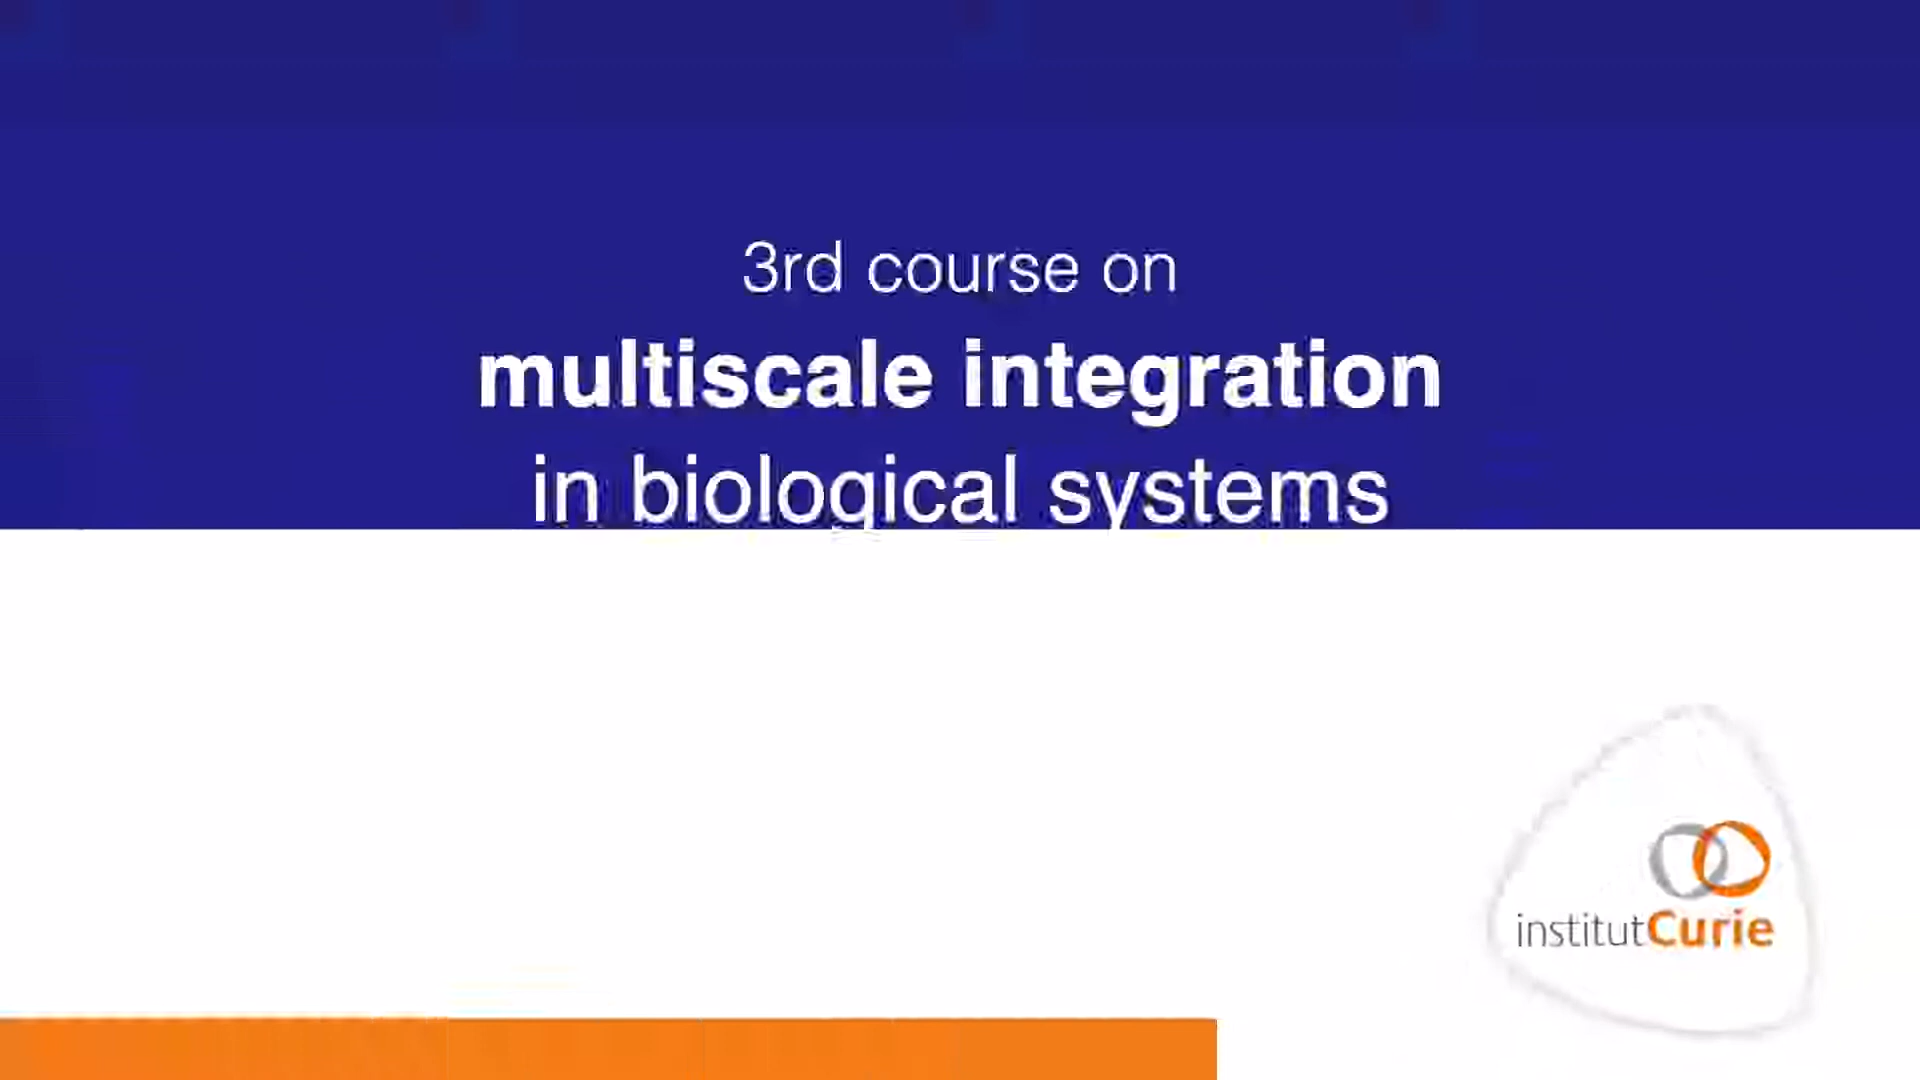 3rd course on
multiscale integration
in biological systems
institutCurie